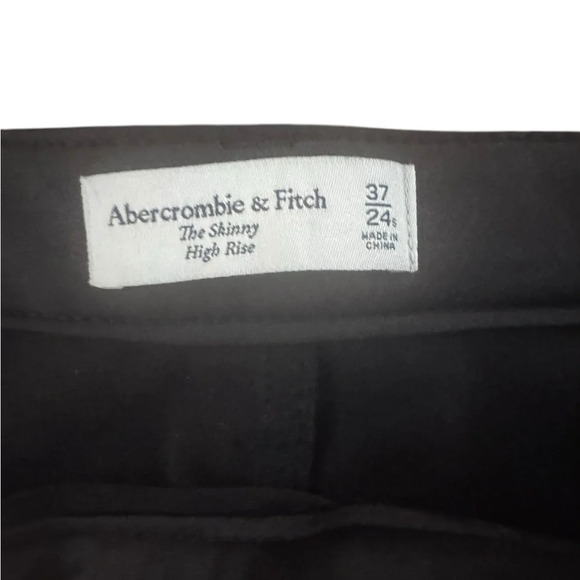 Abercrombie & Fitch
The Skinny
High Rise
37
24s
MADE IN
CHINA